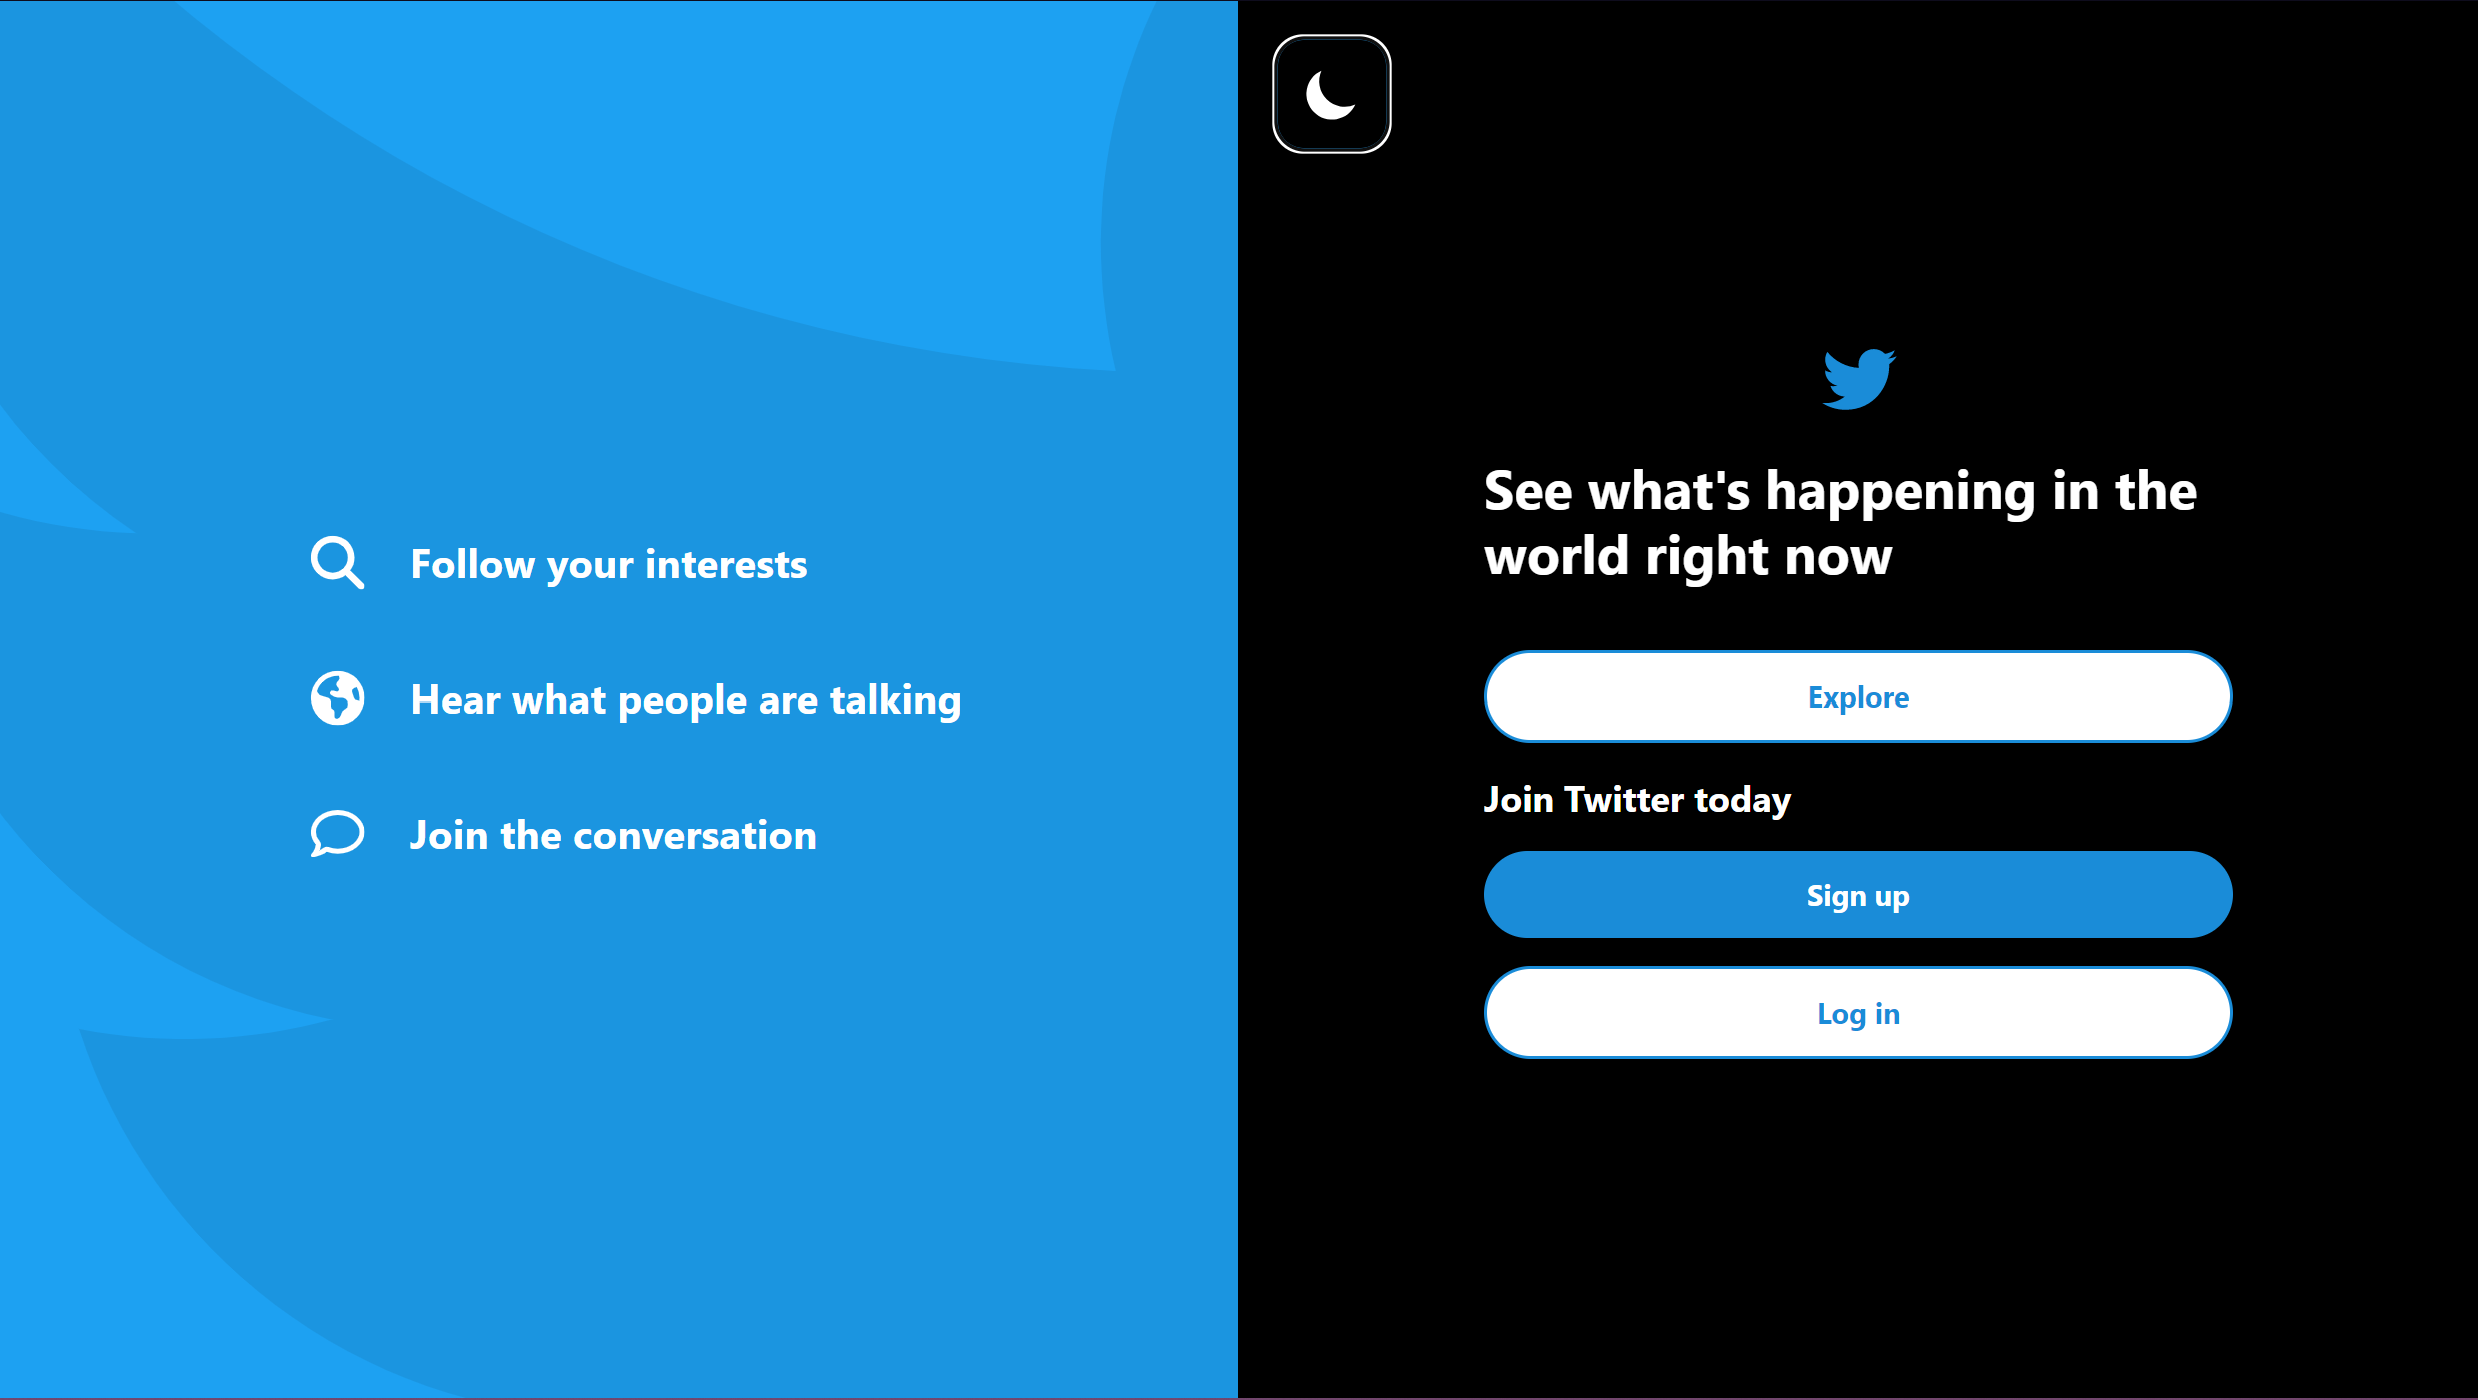 Follow your interests
Hear what people are talking
Join the conversation
See what's happening in the
world right now
Explore
Join Twitter today
Sign up
Log in